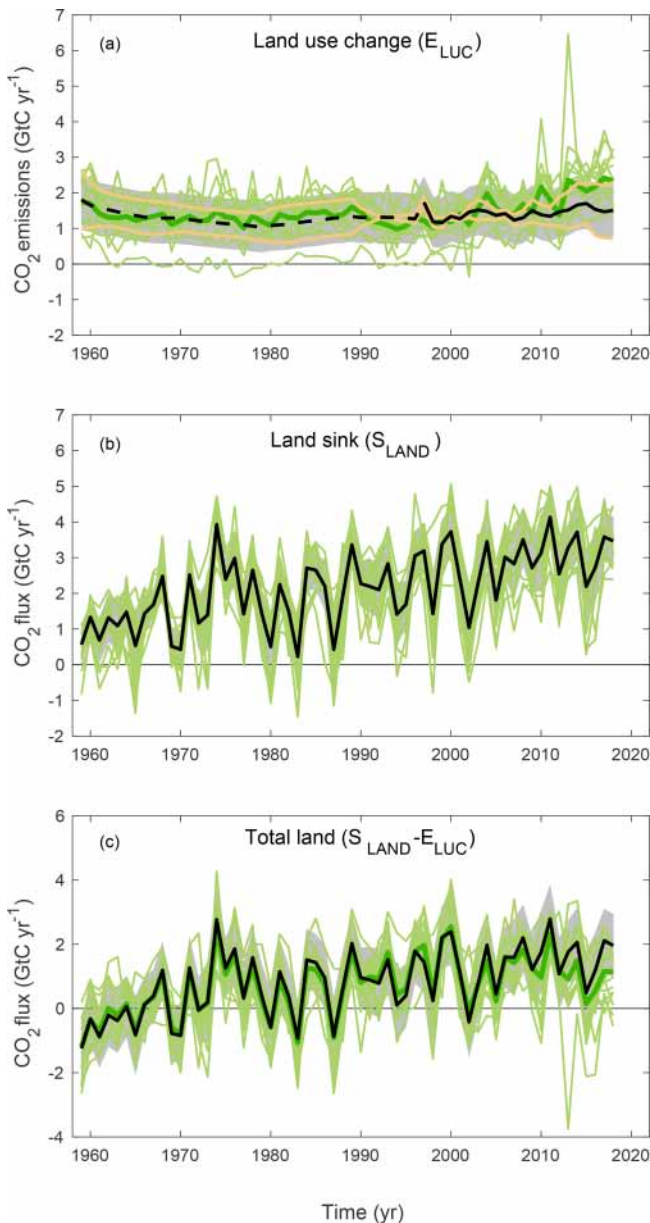 7
(a)
Land use change (E_LUC)
6
5
4
3
2
1
0
-1
-2
CO2 emissions (GtC yr-1)
1960 1970 1980 1990 2000 2010 2020
7
(b)
Land sink (S_LAND)
6
5
4
3
2
1
0
-1
-2
CO2 flux (GtC yr-1)
1960 1970 1980 1990 2000 2010 2020
6
(c)
Total land (S_LAND-E_LUC)
4
2
0
-2
-4
CO2 flux (GtC yr-1)
1960 1970 1980 1990 2000 2010 2020
Time (yr)